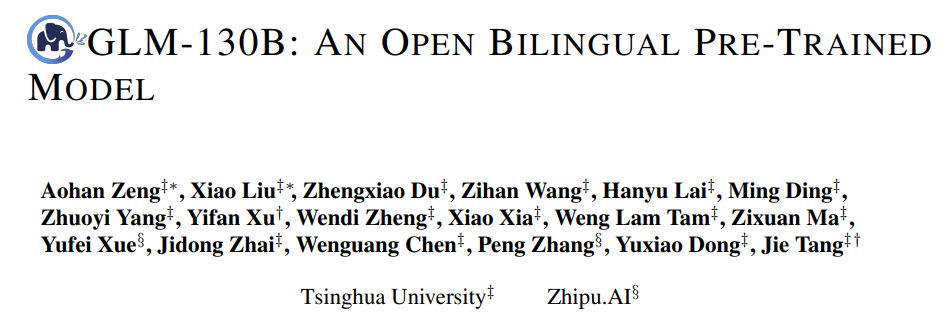 GLM-130B: AN OPEN BILINGUAL PRE-TRAINED
MODEL
Aohan Zeng‡*, Xiao Liu‡*, Zhengxiao Du‡, Zihan Wang‡, Hanyu Lai‡, Ming Ding‡,
Zhuoyi Yang‡, Yifan Xu†, Wendi Zheng‡, Xiao Xia‡, Weng Lam Tam‡, Zixuan Ma‡,
Yufei Xue§, Jidong Zhai‡, Wenguang Chen‡, Peng Zhang§, Yuxiao Dong‡, Jie Tang‡†
Tsinghua University‡ Zhipu.AI§